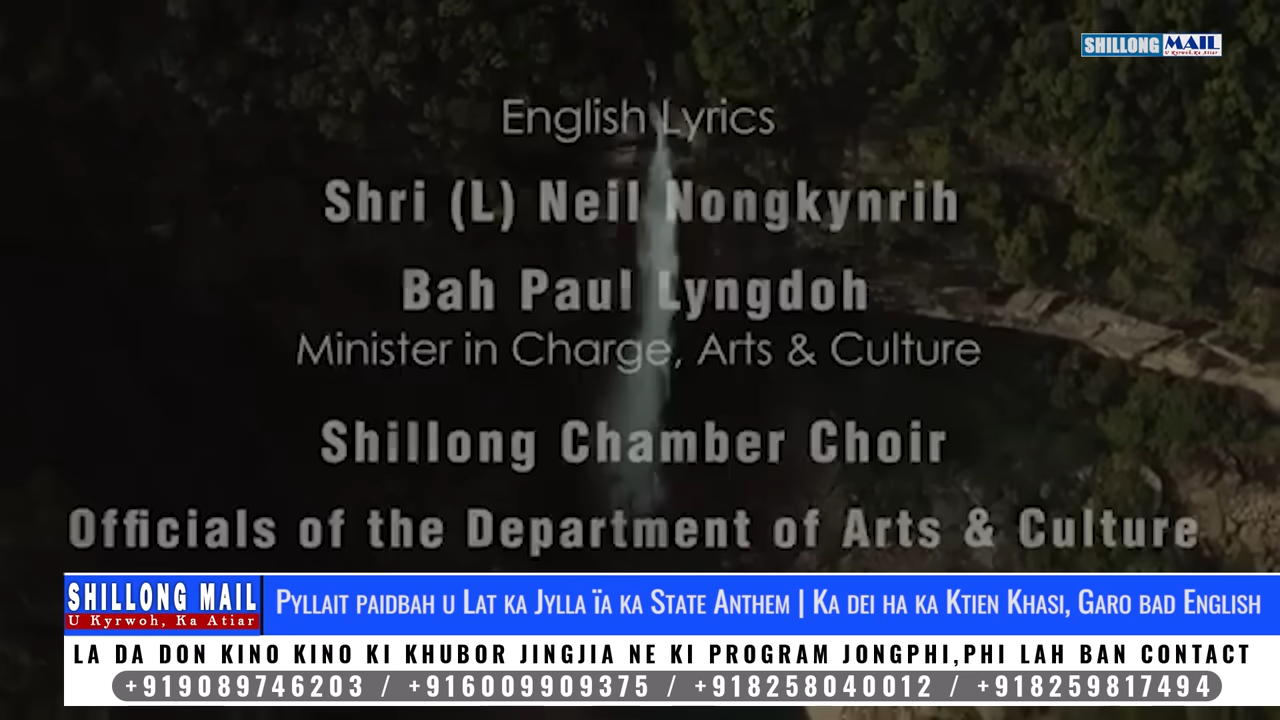 SHILLONG MAIL
U Kyrwoh, Ka Atiar
English Lyrics
Shri (L) Neil Nongkynrih
Bah Paul Lyngdoh
Minister in Charge, Arts & Culture
Shillong Chamber Choir
Officials of the Department of Arts & Culture
SHILLONG MAIL
U Kyrwoh, Ka Atiar
Pyllait paidbah u Lat ka Jylla ïa ka State Anthem | Ka dei ha ka Ktien Khasi, Garo bad English
LA DA DON KINO KINO KI KHUBOR JINGJIA NE KI PROGRAM JONGPHI,PHI LAH BAN CONTACT
+919089746203 / +916009909375 / +918258040012 / +918259817494